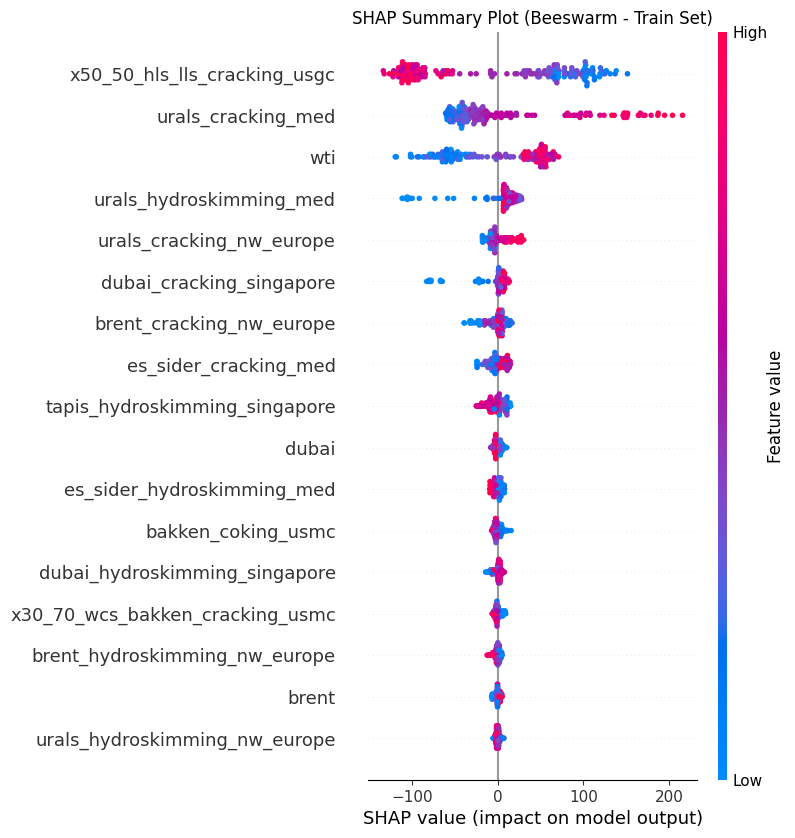 SHAP Summary Plot (Beeswarm - Train Set)
High
x50_50_hls_lls_cracking_usgc
urals_cracking_med
wti
urals_hydroskimming_med
urals_cracking_nw_europe
dubai_cracking_singapore
brent_cracking_nw_europe
es_sider_cracking_med
tapis_hydroskimming_singapore
dubai
es_sider_hydroskimming_med
bakken_coking_usmc
dubai_hydroskimming_singapore
x30_70_wcs_bakken_cracking_usmc
brent_hydroskimming_nw_europe
brent
urals_hydroskimming_nw_europe
Feature value
Low
−100 0 100 200
SHAP value (impact on model output)